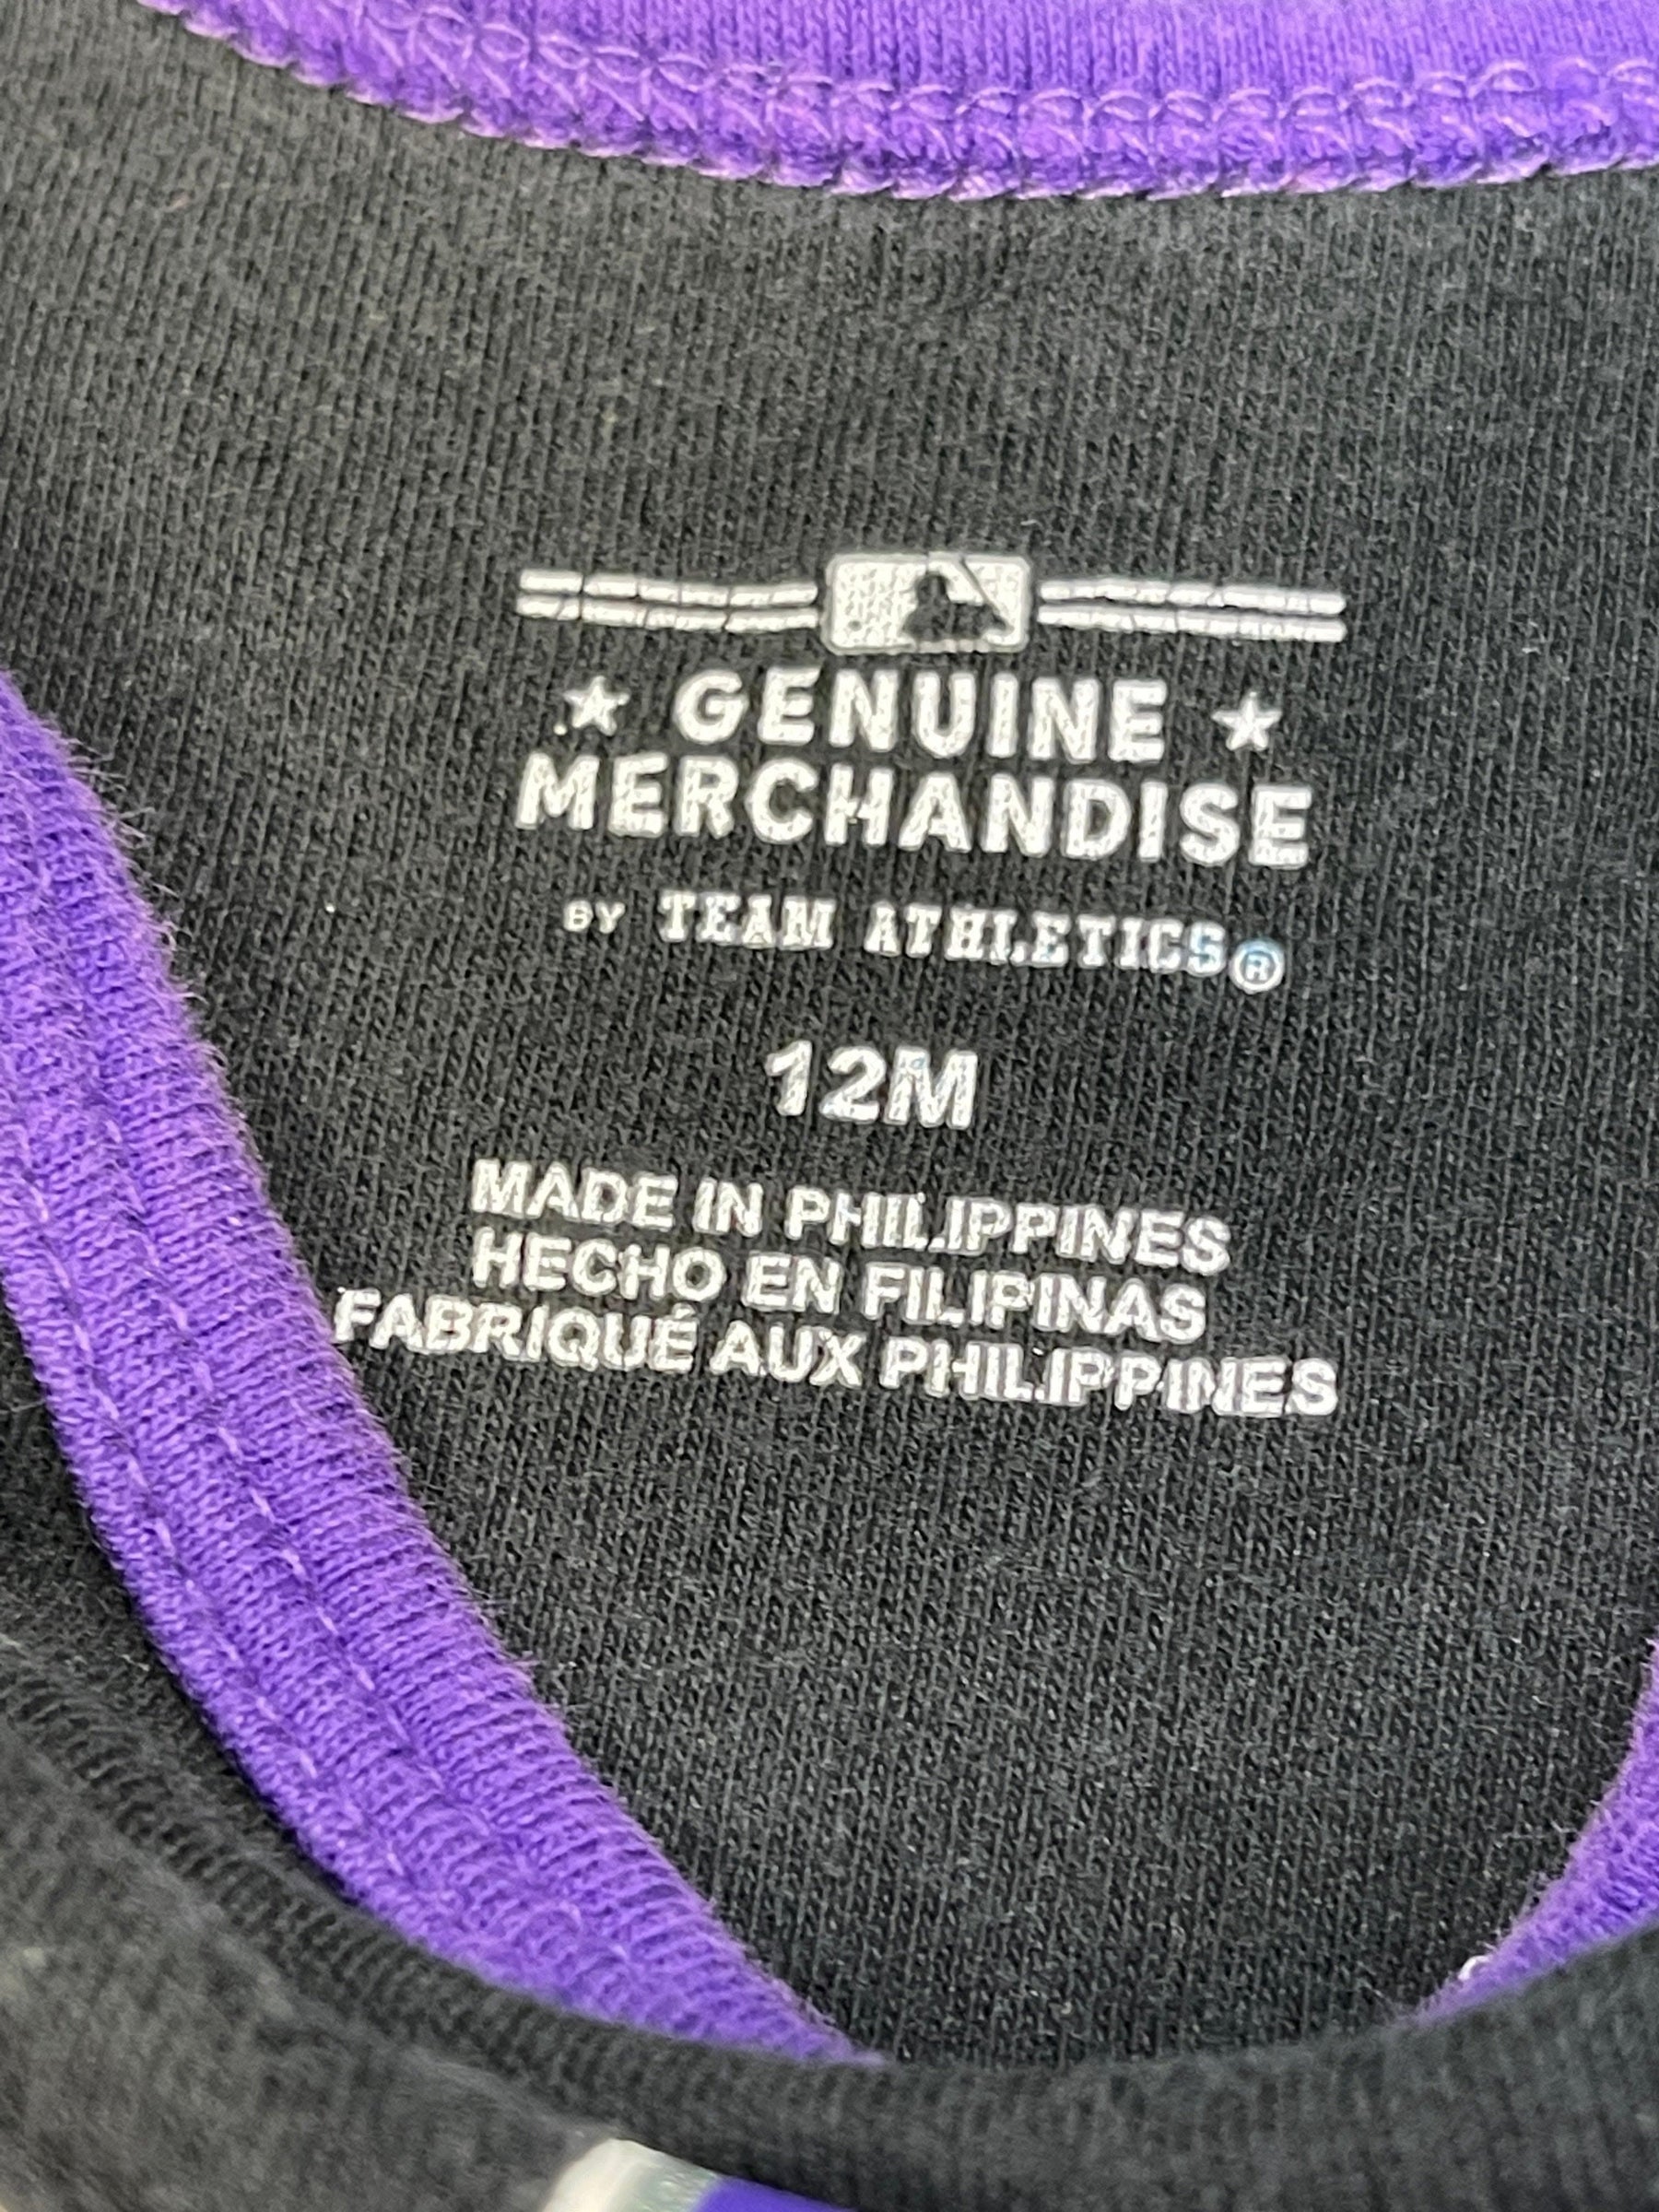 ★ GENUINE ★
MERCHANDISE
BY TEAM ATHLETICS®
12M
MADE IN PHILIPPINES
HECHO EN FILIPINAS
FABRIQUÉ AUX PHILIPPINES